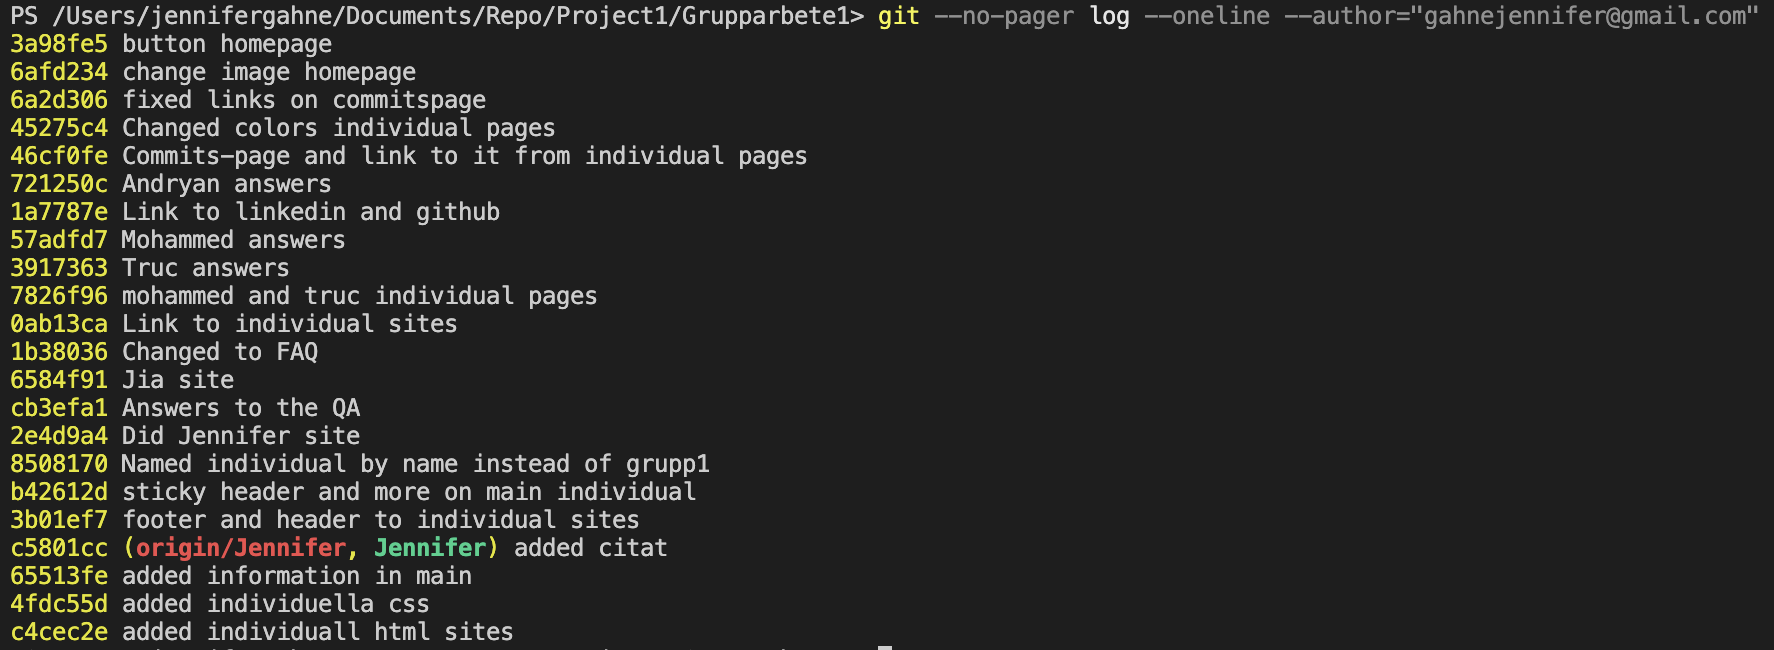 PS /Users/jennifergahne/Documents/Repo/Project1/Grupparbete1> git --no-pager log --oneline --author="gahnejennifer@gmail.com"
3a98fe5 button homepage
6afd234 change image homepage
6a2d306 fixed links on commitspage
45275c4 Changed colors individual pages
46cf0fe Commits-page and link to it from individual pages
721250c Andryan answers
1a7787e Link to linkedin and github
57adfd7 Mohammed answers
3917363 Truc answers
7826f96 mohammed and truc individual pages
0ab13ca Link to individual sites
1b38036 Changed to FAQ
6584f91 Jia site
cb3efa1 Answers to the QA
2e4d9a4 Did Jennifer site
8508170 Named individual by name instead of grupp1
b42612d sticky header and more on main individual
3b01ef7 footer and header to individual sites
c5801cc (origin/Jennifer, Jennifer) added citat
65513fe added information in main
4fdc55d added individuella css
c4cec2e added individuall html sites